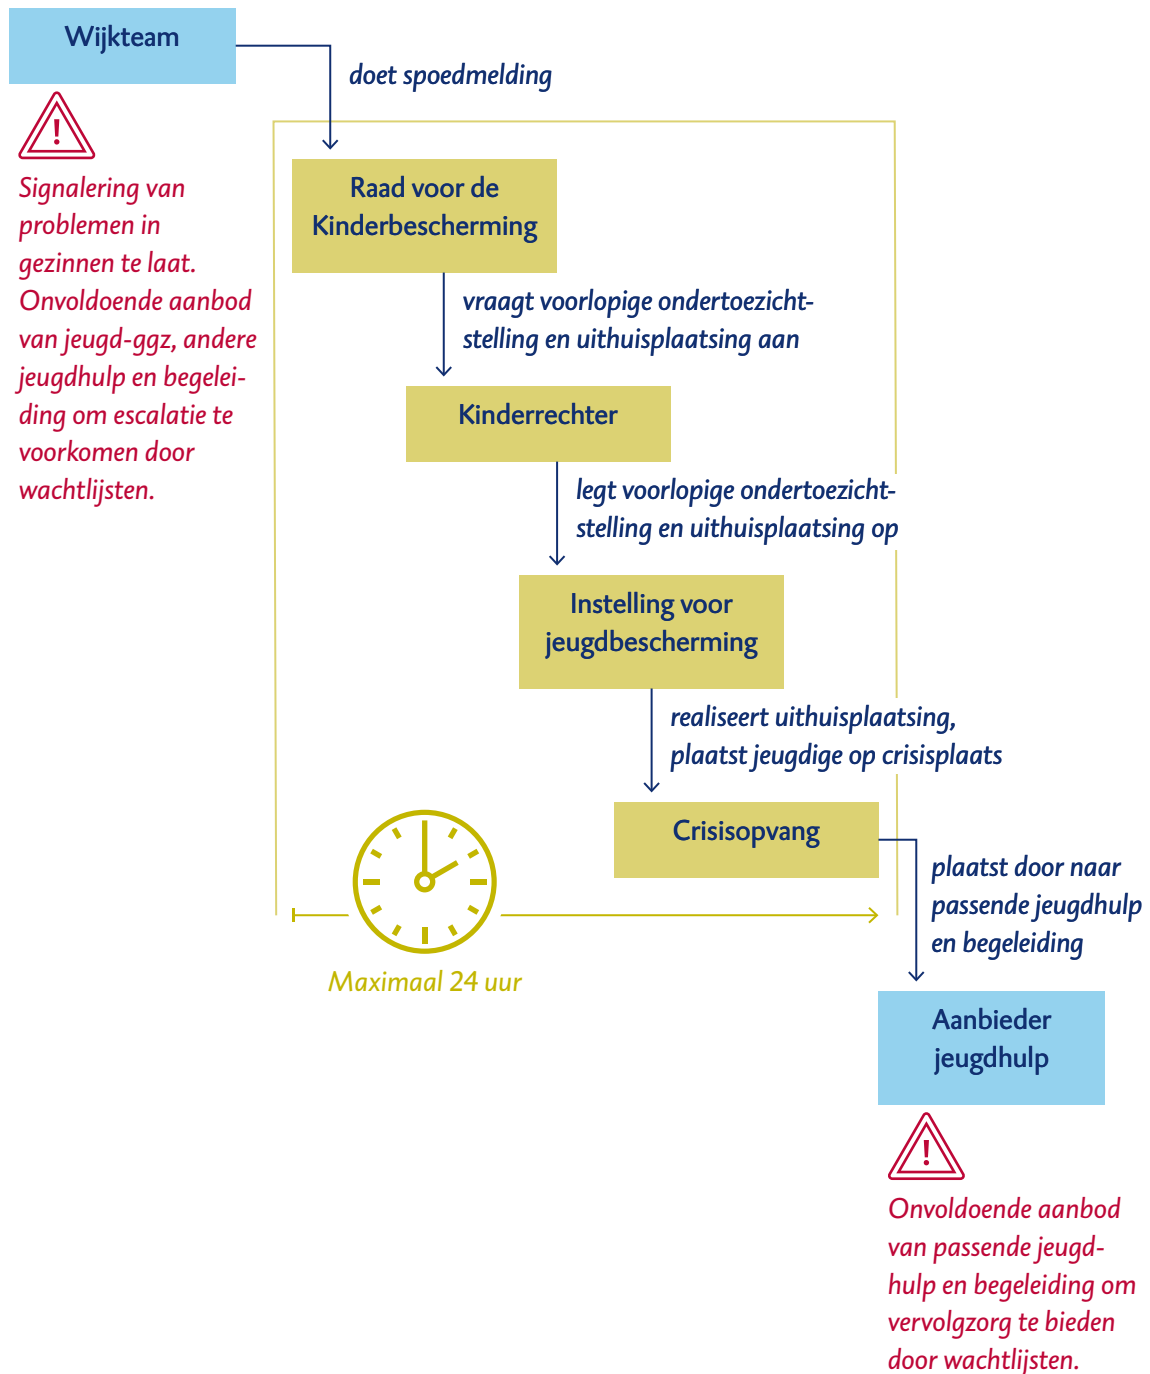 Wijkteam
doet spoedmelding
Signalering van
problemen in
gezinnen te laat.
Onvoldoende aanbod
van jeugd-ggz, andere
jeugdhulp en begelei-
ding om escalatie te
voorkomen door
wachtlijsten.
Raad voor de
Kinderbescherming
vraagt voorlopige ondertoezicht-
stelling en uithuisplaatsing aan
Kinderrechter
legt voorlopige ondertoezicht-
stelling en uithuisplaatsing op
Instelling voor
jeugdbescherming
realiseert uithuisplaatsing,
plaatst jeugdige op crisisplaats
Crisisopvang
plaatst door naar
passende jeugdhulp
en begeleiding
Maximaal 24 uur
Aanbieder
jeugdhulp
Onvoldoende aanbod
van passende jeugd-
hulp en begeleiding om
vervolgzorg te bieden
door wachtlijsten.